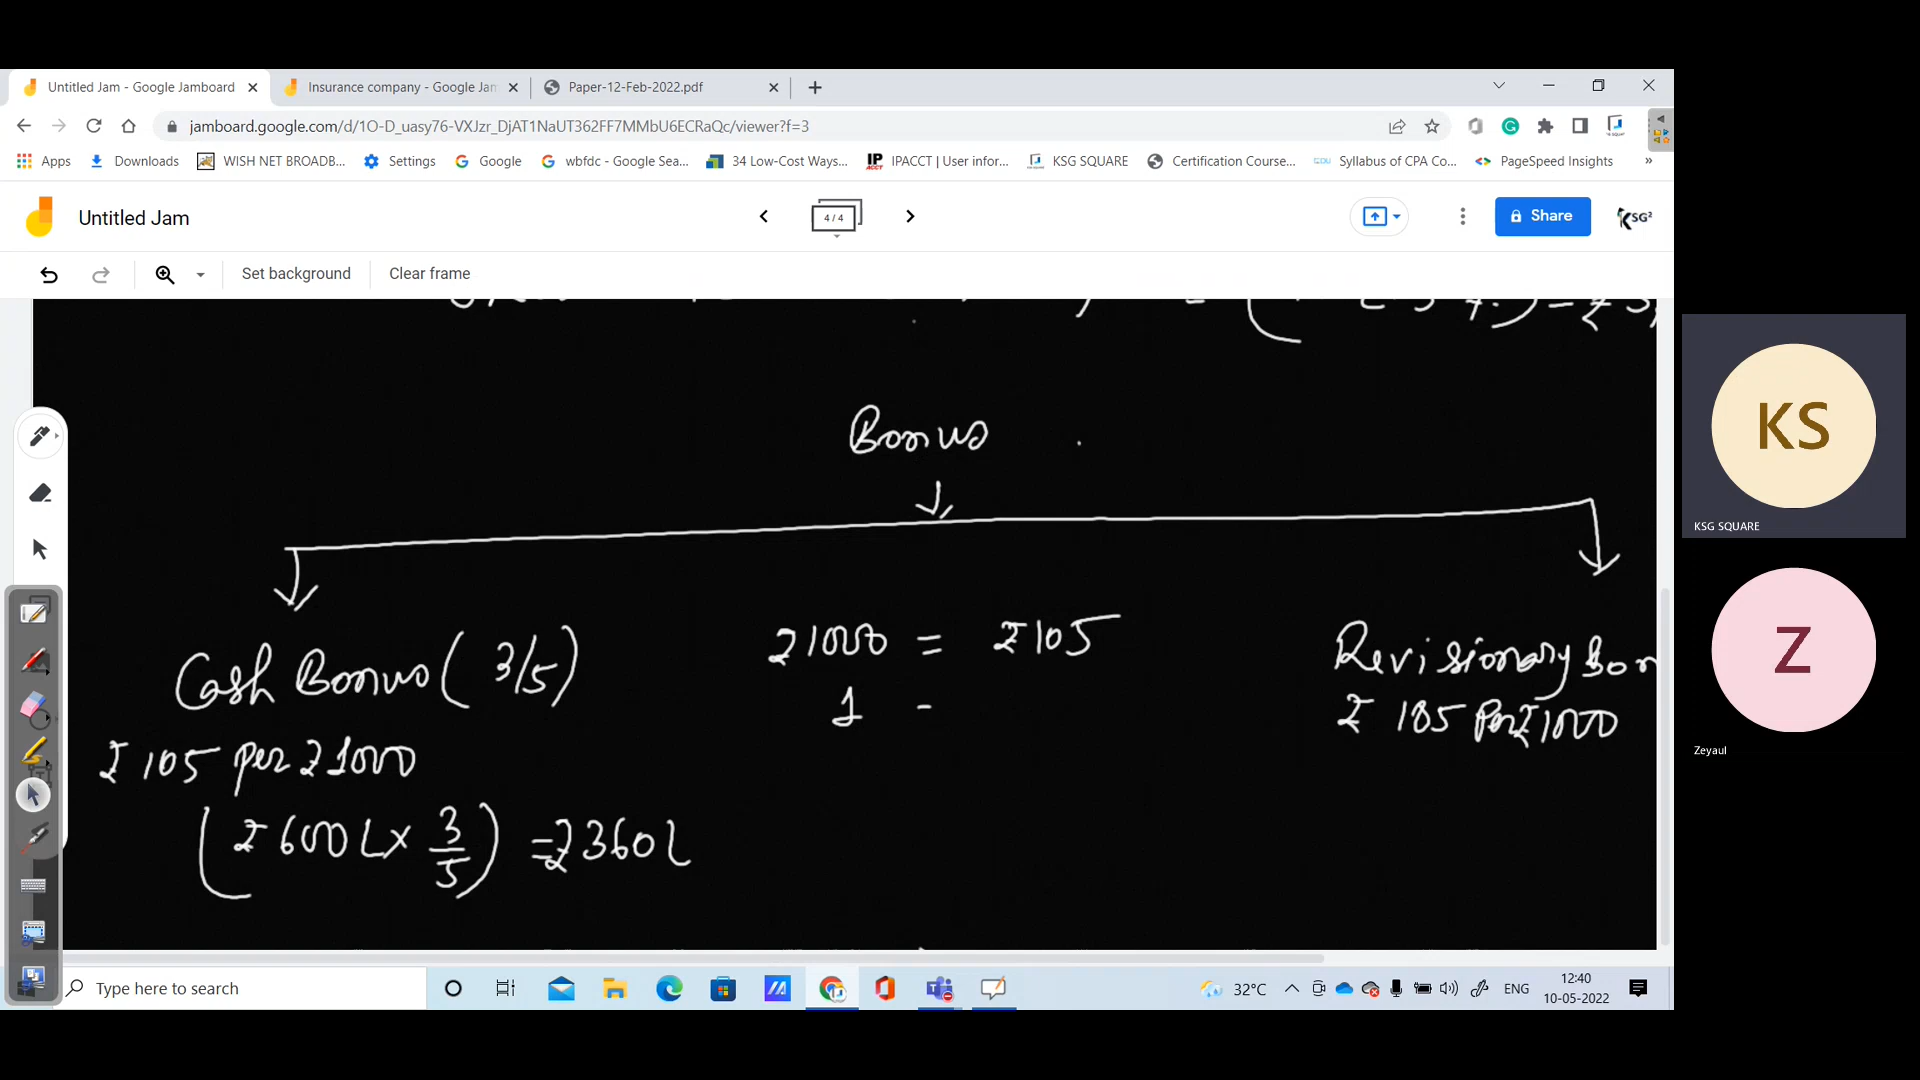 Untitled Jam - Google Jamboard
Insurance company - Google Jam
Paper-12-Feb-2022.pdf
jamboard.google.com/d/1O-D_uasy76-VXJzr_DjAT1NaUT362FF7MMbU6ECRaQc/viewer?f=3
Apps Downloads WISH NET BROADB... Settings Google wbfdc - Google Sea... 34 Low-Cost Ways... IPACCT | User infor... KSG SQUARE Certification Course... Syllabus of CPA Co... PageSpeed Insights »
Untitled Jam
4 / 4
Share
KSG²
Set background Clear frame
Bonus
Cash Bonus ( 3/5)
₹1000 = ₹105
Revisionary Bon
1 -
₹ 105 per ₹1000
₹ 105 Per ₹1000
(₹600L x 3/5) = ₹360L
KS
KSG SQUARE
Z
Zeyaul
Type here to search
32°C
ENG
12:40
10-05-2022